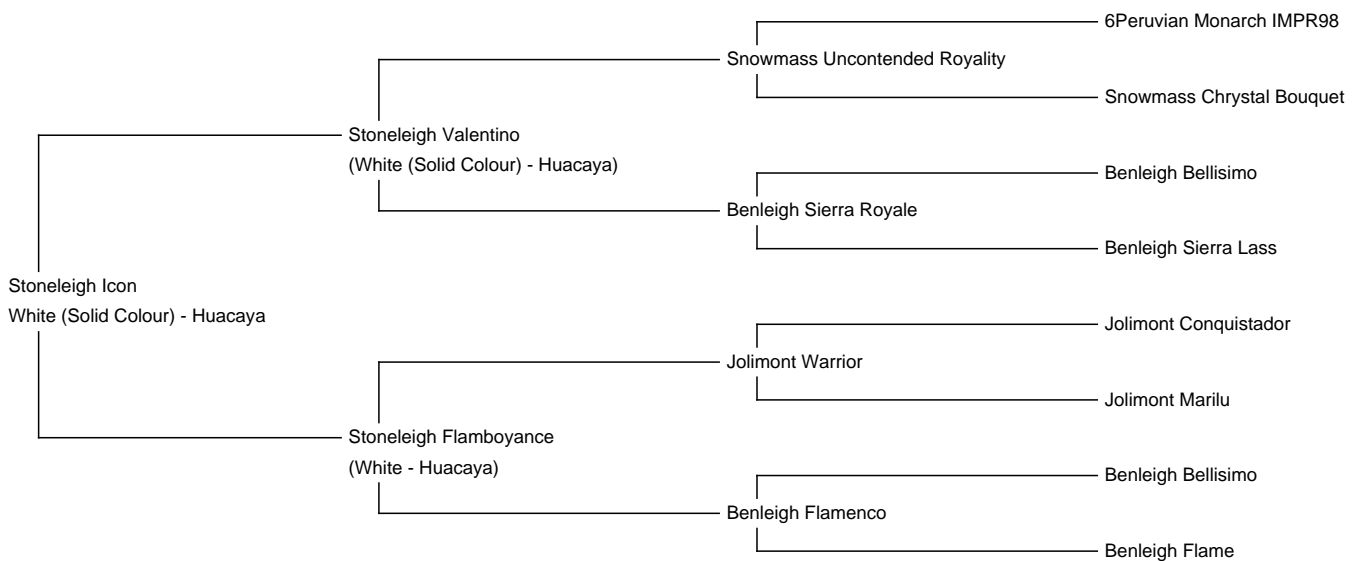 6Peruvian Monarch IMPR98
Snowmass Uncontended Royality
Snowmass Chrystal Bouquet
Stoneleigh Valentino
(White (Solid Colour) - Huacaya)
Benleigh Bellisimo
Benleigh Sierra Royale
Benleigh Sierra Lass
Stoneleigh Icon
White (Solid Colour) - Huacaya
Jolimont Conquistador
Jolimont Warrior
Jolimont Marilu
Stoneleigh Flamboyance
(White - Huacaya)
Benleigh Bellisimo
Benleigh Flamenco
Benleigh Flame